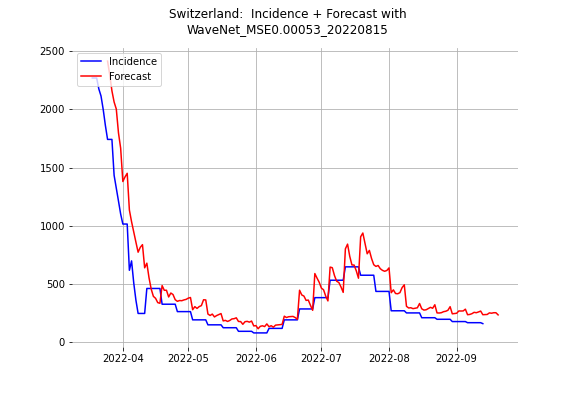 Switzerland:  Incidence + Forecast with
WaveNet_MSE0.00053_20220815
Incidence
Forecast
2500
2000
1500
1000
500
0
2022-04 2022-05 2022-06 2022-07 2022-08 2022-09